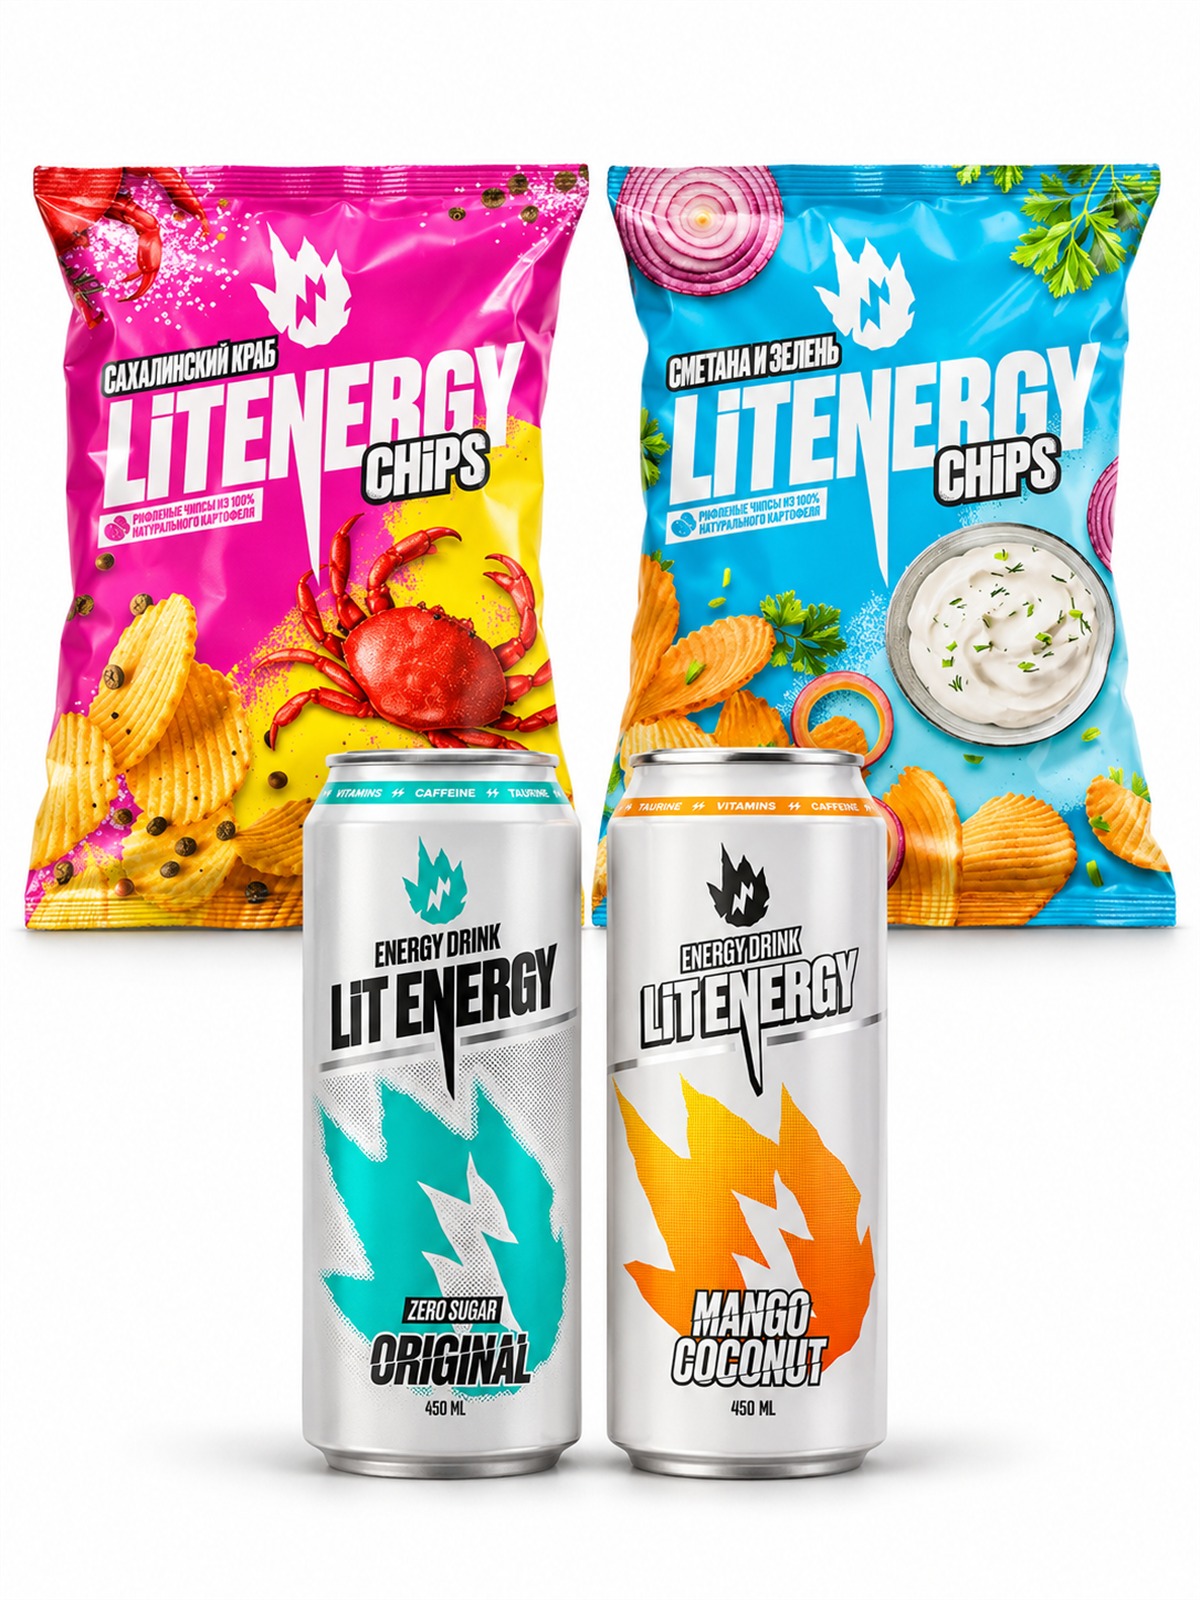 САХАЛИНСКИЙ КРАБ
LiTENERGY
CHiPS
РИФЛЕНЫЕ ЧИПСЫ ИЗ 100%
НАТУРАЛЬНОГО КАРТОФЕЛЯ
СМЕТАНА И ЗЕЛЕНЬ
LiTENERGY
CHiPS
РИФЛЕНЫЕ ЧИПСЫ ИЗ 100%
НАТУРАЛЬНОГО КАРТОФЕЛЯ
VITAMINS CAFFEINE TAURINE
ENERGY DRINK
LiT ENERGY
ZERO SUGAR
ORIGINAL
450 ML
TAURINE VITAMINS CAFFEINE
ENERGY DRINK
LiT ENERGY
MANGO
COCONUT
450 ML